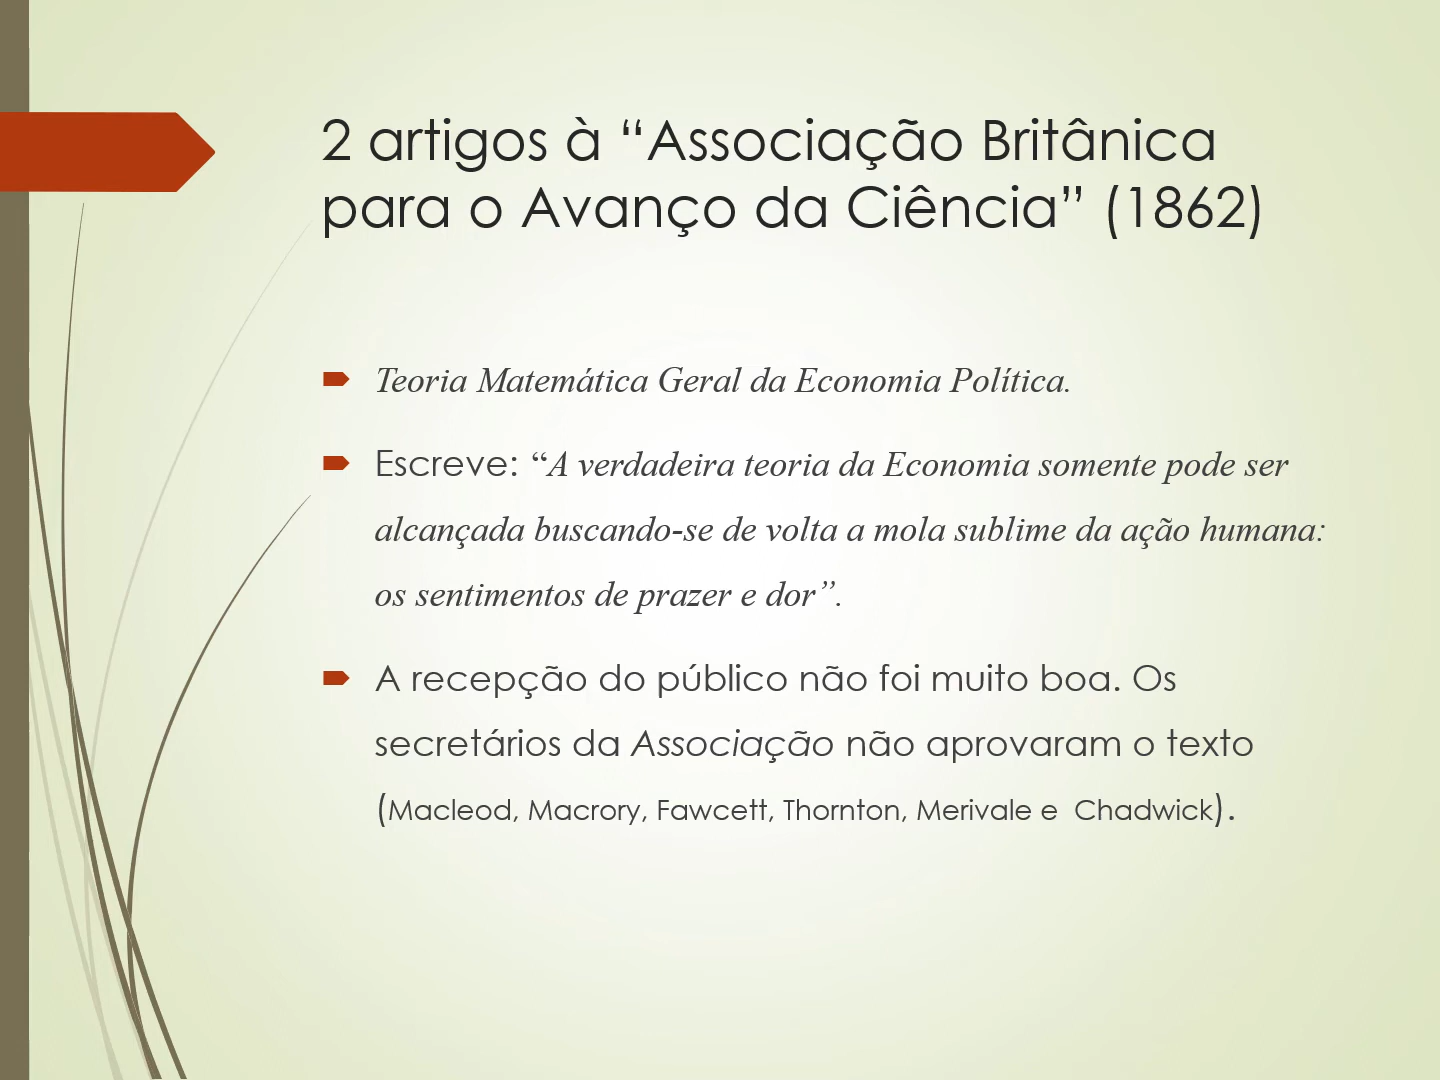 2 artigos à “Associação Britânica
para o Avanço da Ciência” (1862)
Teoria Matemática Geral da Economia Política.
Escreve: “A verdadeira teoria da Economia somente pode ser
alcançada buscando-se de volta a mola sublime da ação humana:
os sentimentos de prazer e dor”.
A recepção do público não foi muito boa. Os
secretários da Associação não aprovaram o texto
(Macleod, Macrory, Fawcett, Thornton, Merivale e  Chadwick).